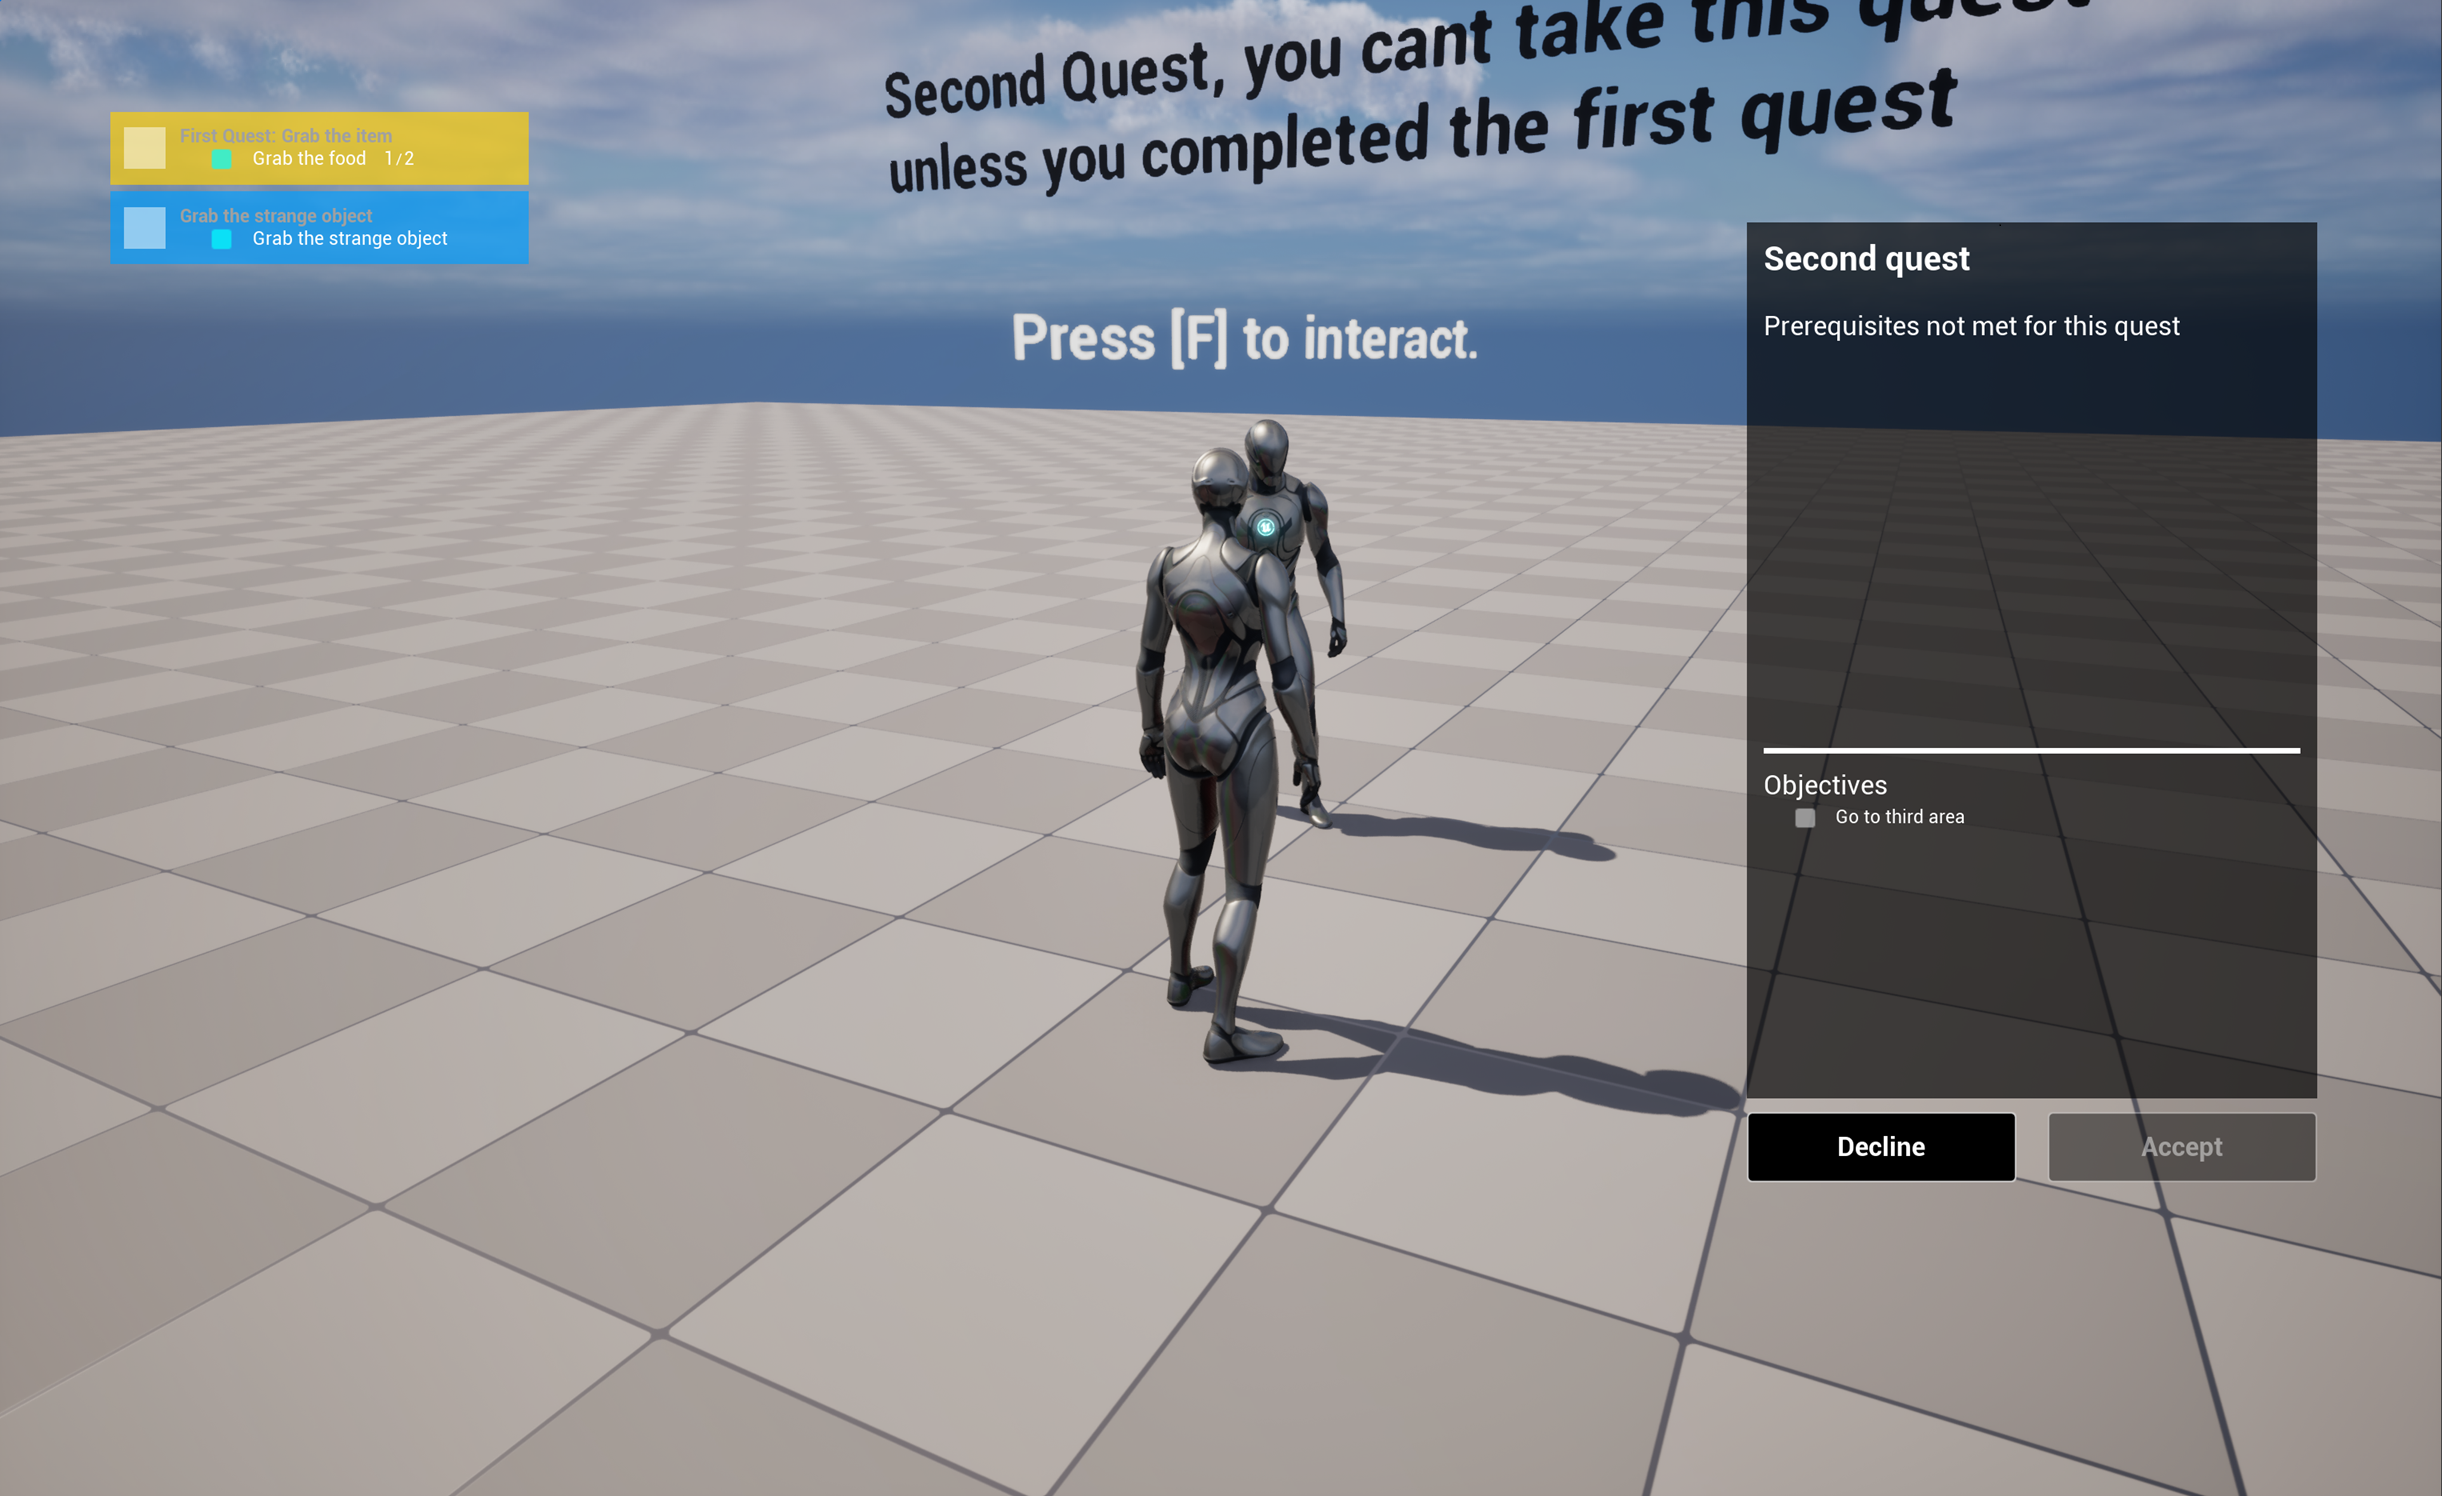 Second Quest, you cant take this quest
unless you completed the first quest
First Quest: Grab the item
Grab the food 1/2
Grab the strange object
Grab the strange object
Press [F] to interact.
Second quest
Prerequisites not met for this quest
Objectives
Go to third area
Decline
Accept